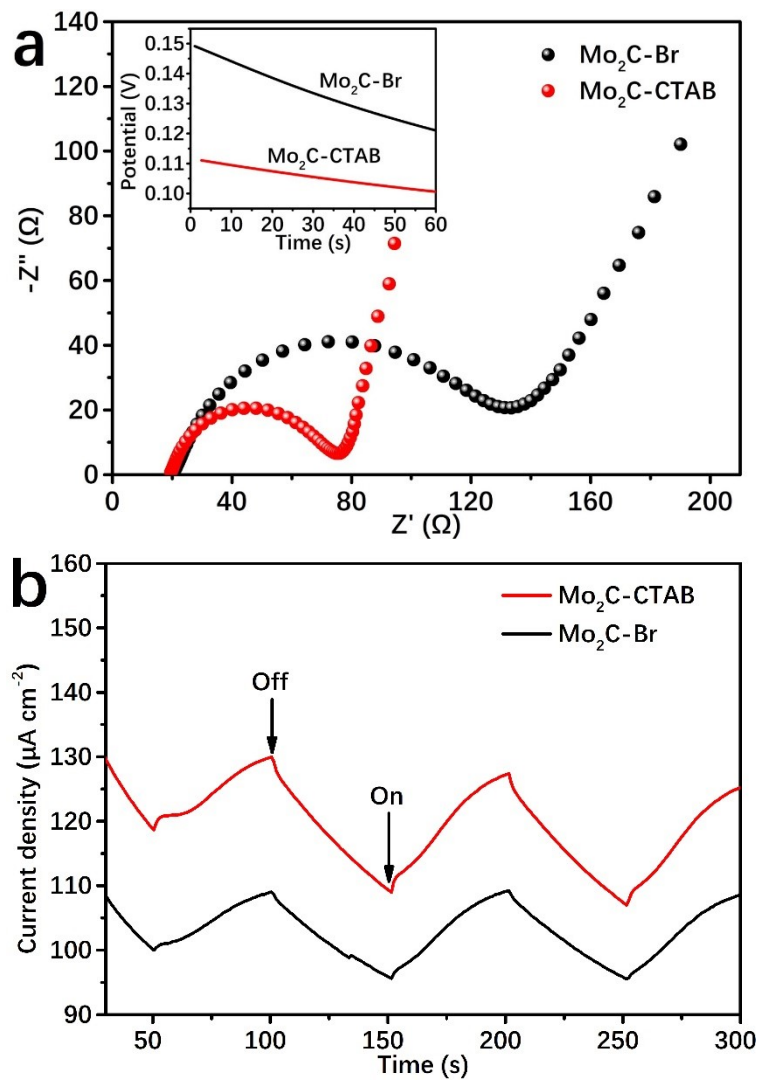 a
140
120
100
80
60
40
20
0
-Z" (Ω)
0 40 80 120 160 200
Z' (Ω)
Mo₂C-Br
Mo₂C-CTAB
0.15
0.14
0.13
0.12
0.11
0.10
Potential (V)
Mo₂C-Br
Mo₂C-CTAB
0 10 20 30 40 50 60
Time (s)
b
160
150
140
130
120
110
100
90
Current density (μA cm⁻²)
Mo₂C-CTAB
Mo₂C-Br
Off
On
50 100 150 200 250 300
Time (s)